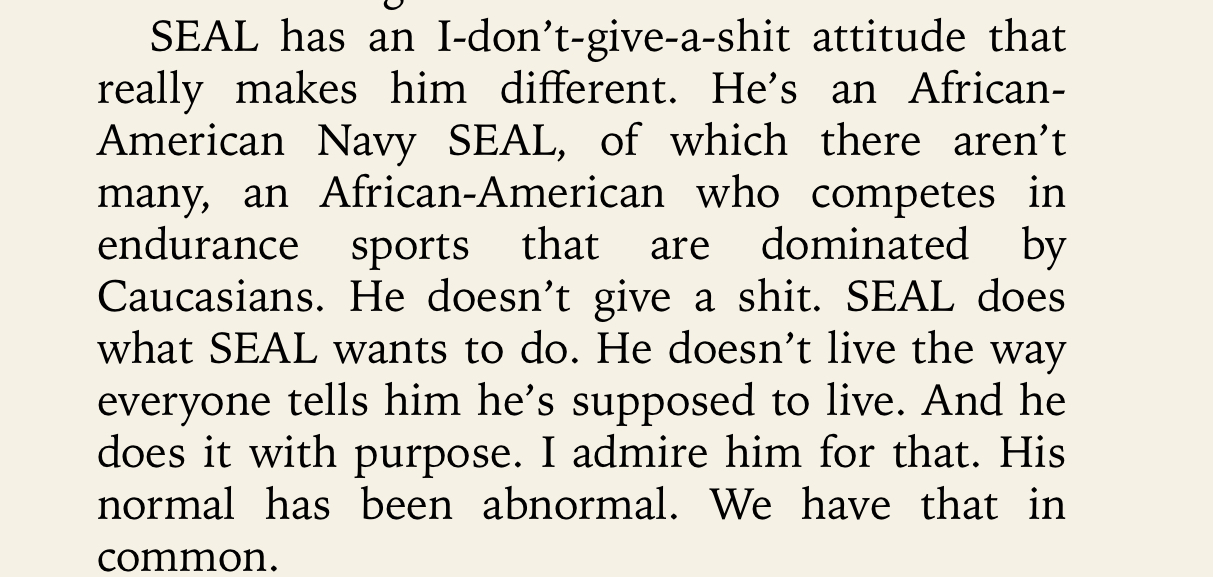 SEAL has an I-don’t-give-a-shit attitude that
really makes him different. He’s an African-
American Navy SEAL, of which there aren’t
many, an African-American who competes in
endurance sports that are dominated by
Caucasians. He doesn’t give a shit. SEAL does
what SEAL wants to do. He doesn’t live the way
everyone tells him he’s supposed to live. And he
does it with purpose. I admire him for that. His
normal has been abnormal. We have that in
common.